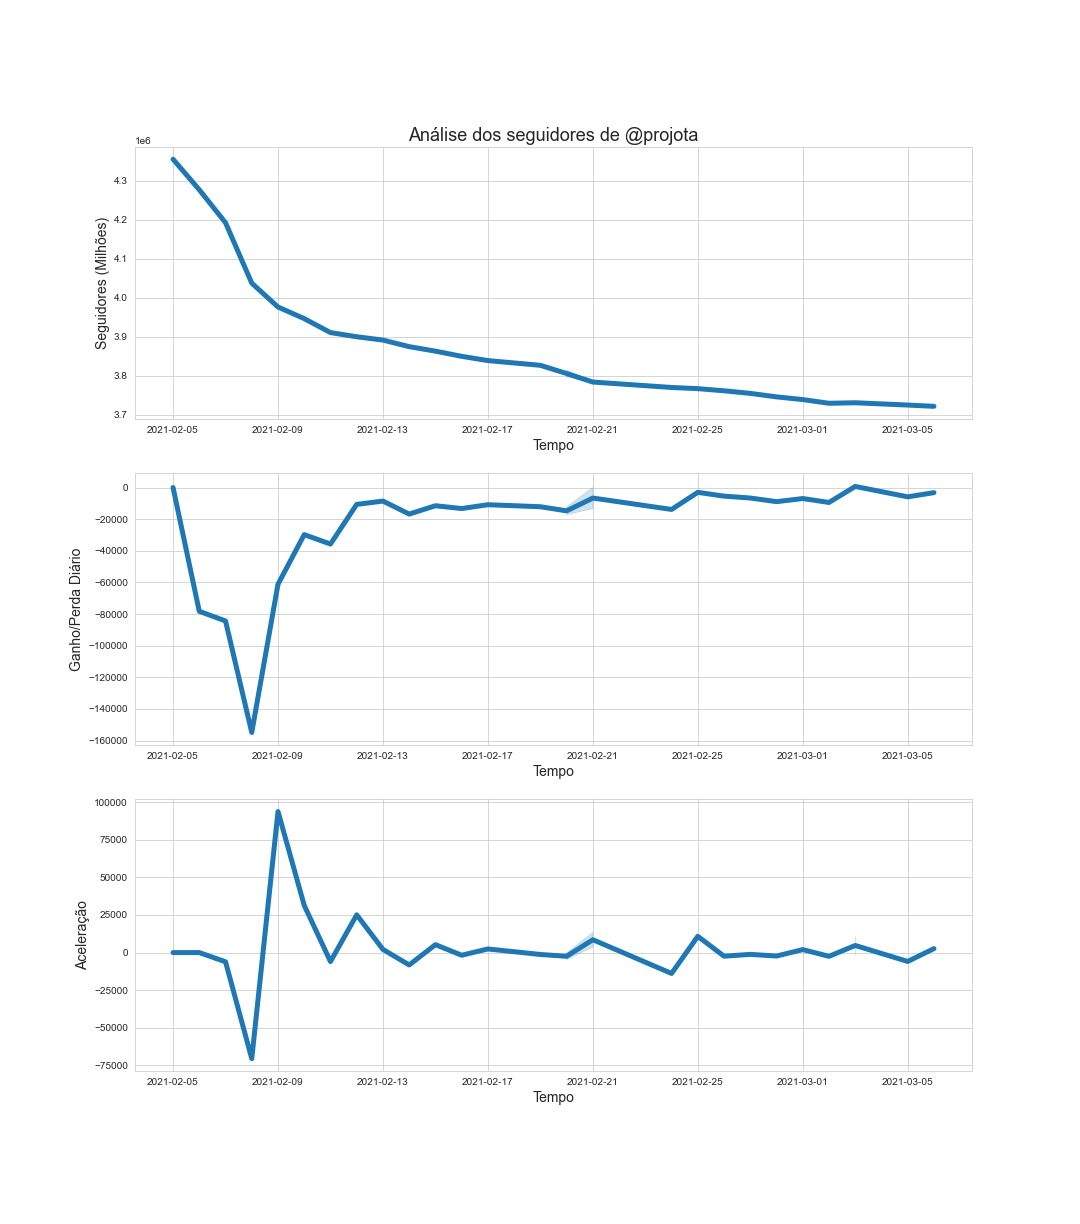 Análise dos seguidores de @projota
1e6
Seguidores (Milhões)
4.3
4.2
4.1
4.0
3.9
3.8
3.7
2021-02-05 2021-02-09 2021-02-13 2021-02-17 2021-02-21 2021-02-25 2021-03-01 2021-03-05
Tempo
Ganho/Perda Diário
0
−20000
−40000
−60000
−80000
−100000
−120000
−140000
−160000
2021-02-05 2021-02-09 2021-02-13 2021-02-17 2021-02-21 2021-02-25 2021-03-01 2021-03-05
Tempo
Aceleração
100000
75000
50000
25000
0
−25000
−50000
−75000
2021-02-05 2021-02-09 2021-02-13 2021-02-17 2021-02-21 2021-02-25 2021-03-01 2021-03-05
Tempo